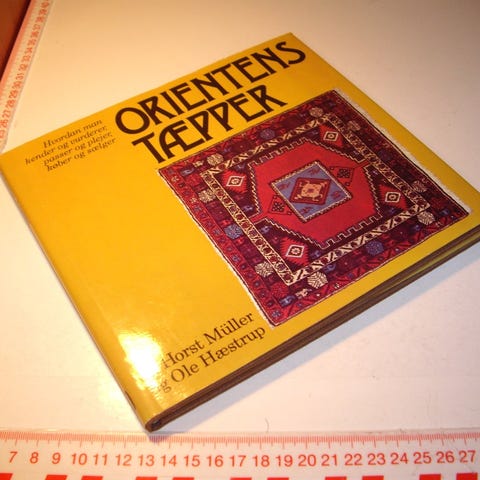 Hvordan man
kender og vurderer,
passer og plejer,
køber og sælger
ORIENTENS
TÆPPER
Horst Müller
Ole Hæstrup
7 8 9 10 11 12 13 14 15 16 17 18 19 20 21 22 23 24 25 26 27